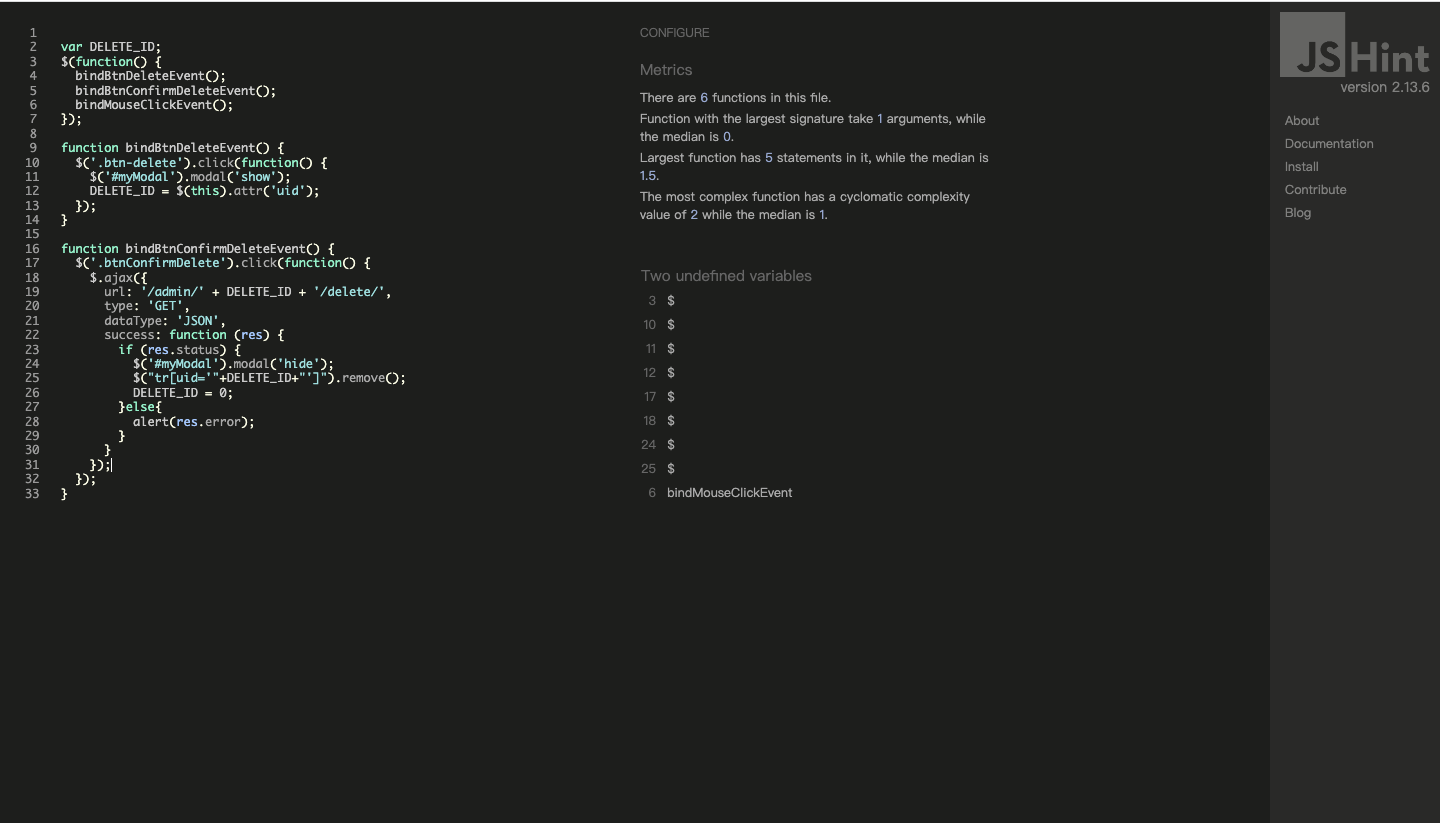 1
2 var DELETE_ID;
3 $(function() {
4 bindBtnDeleteEvent();
5 bindBtnConfirmDeleteEvent();
6 bindMouseClickEvent();
7 });
8
9 function bindBtnDeleteEvent() {
10 $('.btn-delete').click(function() {
11 $('#myModal').modal('show');
12 DELETE_ID = $(this).attr('uid');
13 });
14 }
15
16 function bindBtnConfirmDeleteEvent() {
17 $('.btnConfirmDelete').click(function() {
18 $.ajax({
19 url: '/admin/' + DELETE_ID + '/delete/',
20 type: 'GET',
21 dataType: 'JSON',
22 success: function (res) {
23 if (res.status) {
24 $('#myModal').modal('hide');
25 $("tr[uid='"+DELETE_ID+"']").remove();
26 DELETE_ID = 0;
27 }else{
28 alert(res.error);
29 }
30 }
31 });
32 });
33 }
CONFIGURE
Metrics
There are 6 functions in this file.
Function with the largest signature take 1 arguments, while
the median is 0.
Largest function has 5 statements in it, while the median is
1.5.
The most complex function has a cyclomatic complexity
value of 2 while the median is 1.
Two undefined variables
3 $
10 $
11 $
12 $
17 $
18 $
24 $
25 $
6 bindMouseClickEvent
JSHint
version 2.13.6
About
Documentation
Install
Contribute
Blog